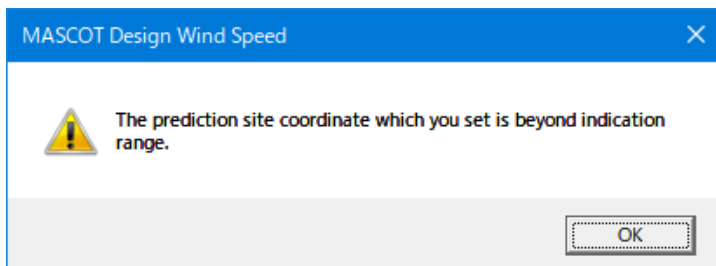 MASCOT Design Wind Speed
The prediction site coordinate which you set is beyond indication
range.
OK